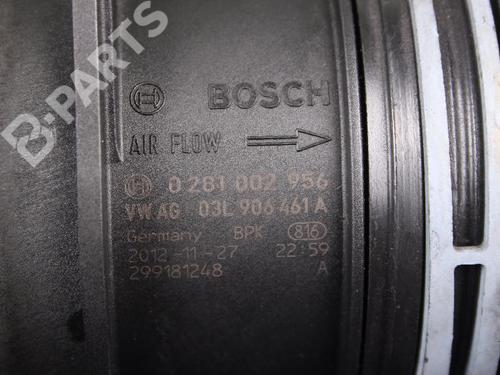 B-PARTS
BOSCH
AIR FLOW
0 281 002 956
VW AG 03L 906 461 A
Germany BPK 816
2012-11-27 22:59
299181248 A